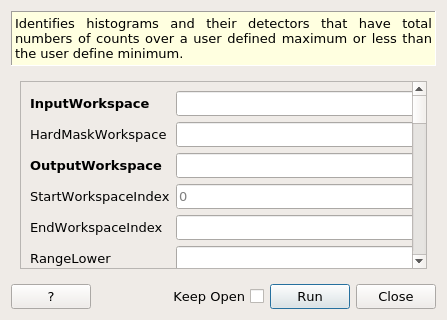 Identifies histograms and their detectors that have total
numbers of counts over a user defined maximum or less than
the user define minimum.
InputWorkspace
HardMaskWorkspace
OutputWorkspace
StartWorkspaceIndex 0
EndWorkspaceIndex
RangeLower
? Keep Open Run Close